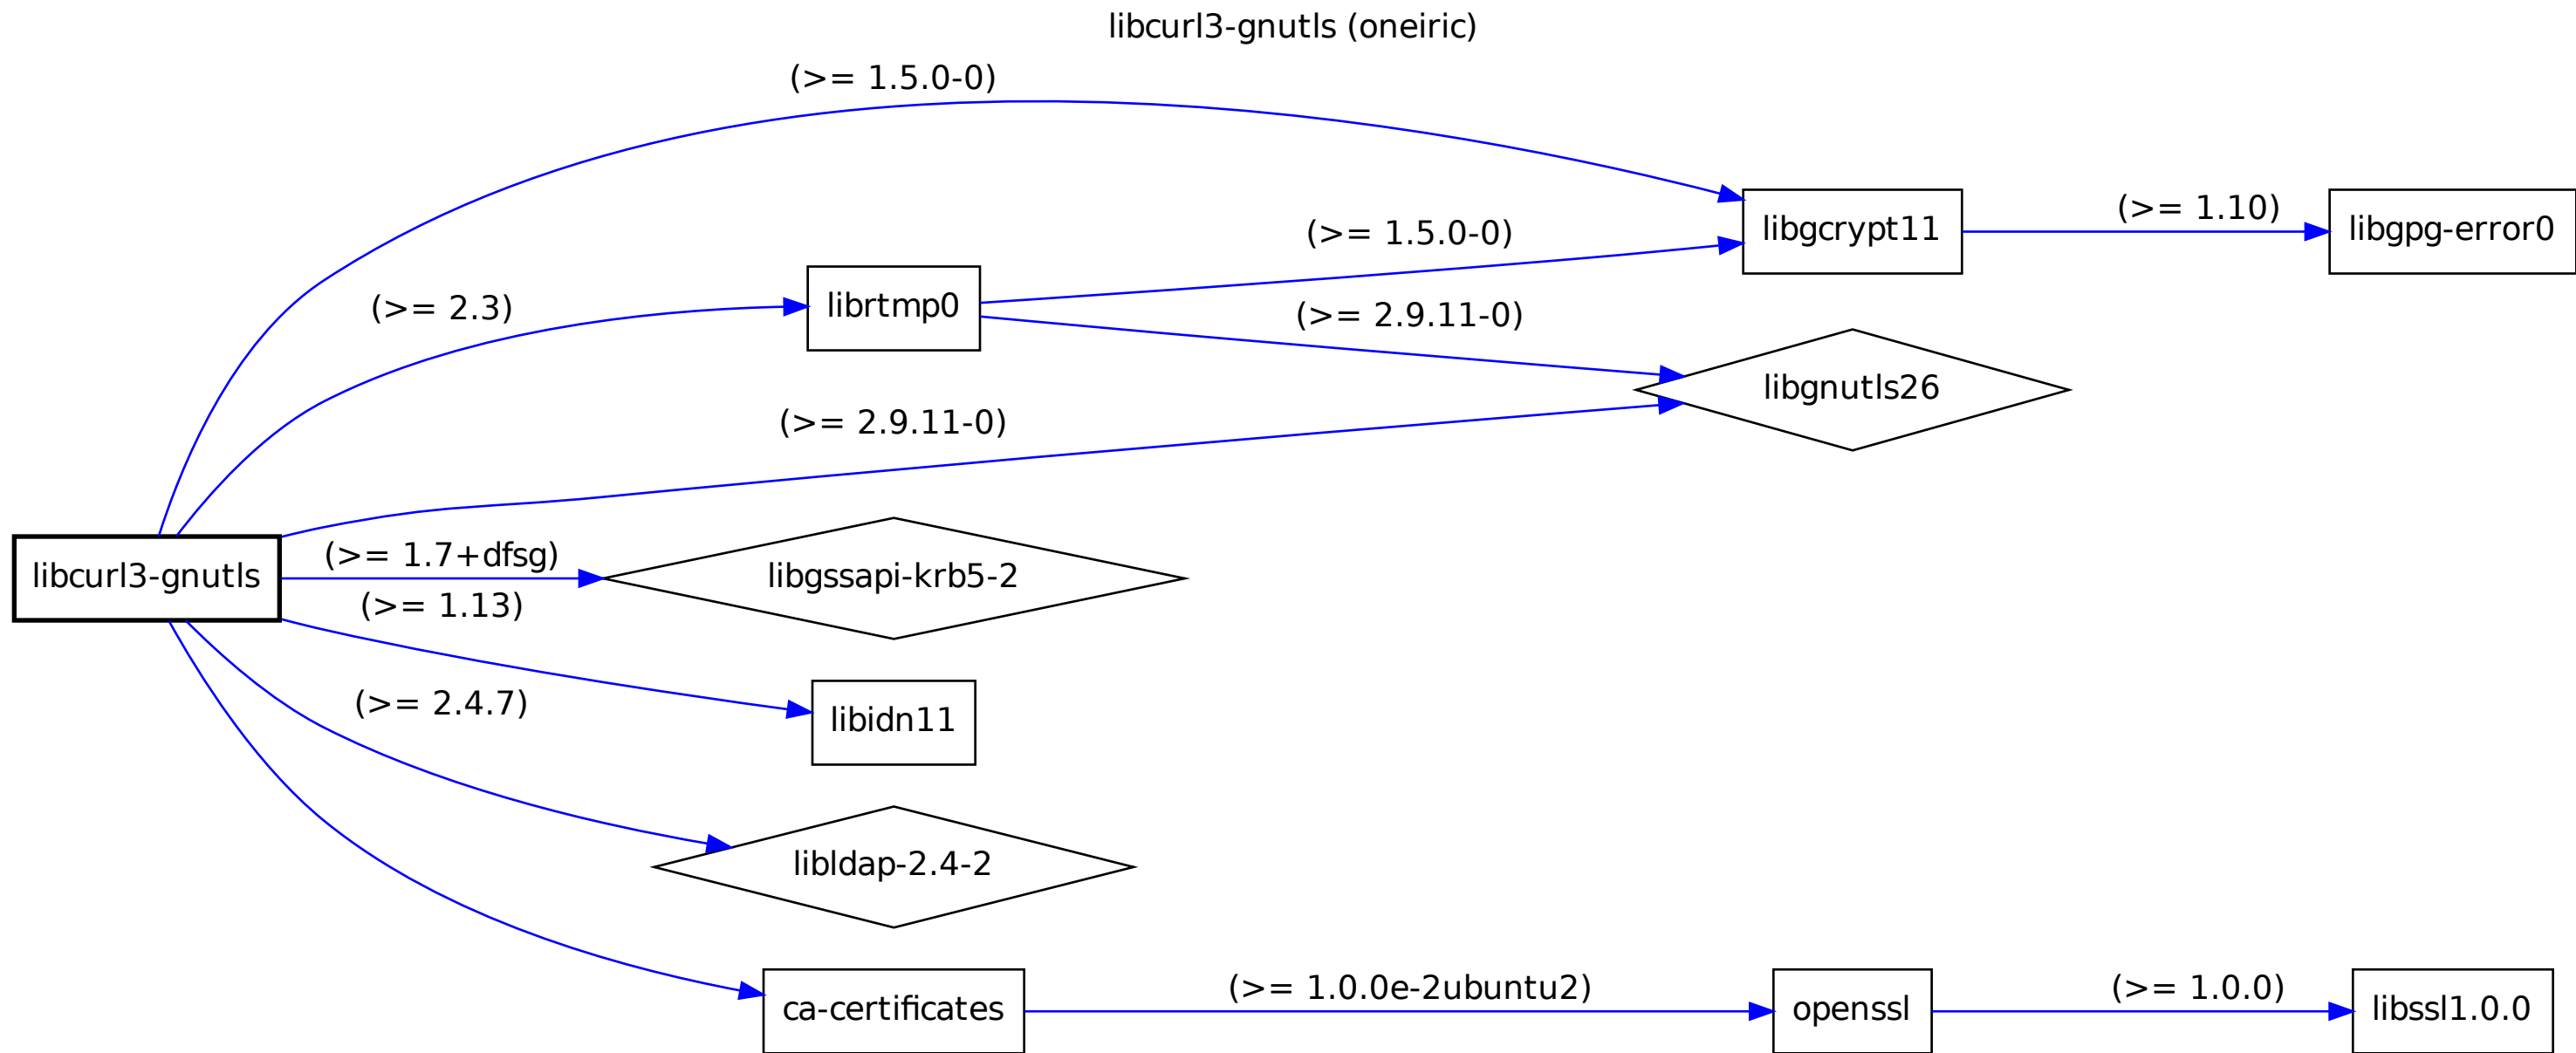 libcurl3-gnutls (oneiric)
(>= 1.5.0-0)
libgcrypt11
(>= 1.10)
libgpg-error0
(>= 1.5.0-0)
(>= 2.3)
librtmp0
(>= 2.9.11-0)
libgnutls26
(>= 2.9.11-0)
libcurl3-gnutls
(>= 1.7+dfsg)
libgssapi-krb5-2
(>= 1.13)
libidn11
(>= 2.4.7)
libldap-2.4-2
ca-certificates
(>= 1.0.0e-2ubuntu2)
openssl
(>= 1.0.0)
libssl1.0.0